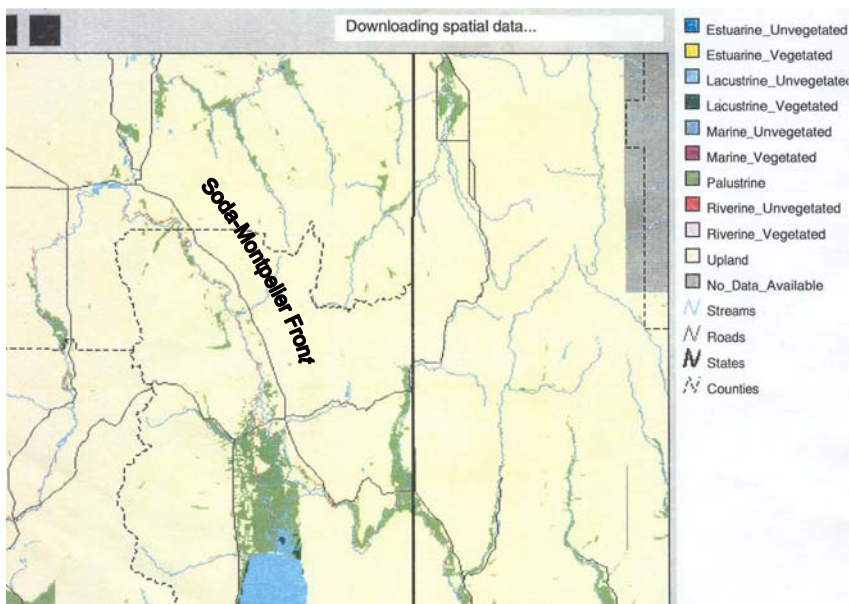 Downloading spatial data...
Soda-Montpelier Front
Estuarine_Unvegetated
Estuarine_Vegetated
Lacustrine_Unvegetated
Lacustrine_Vegetated
Marine_Unvegetated
Marine_Vegetated
Palustrine
Riverine_Unvegetated
Riverine_Vegetated
Upland
No_Data_Available
Streams
Roads
States
Counties